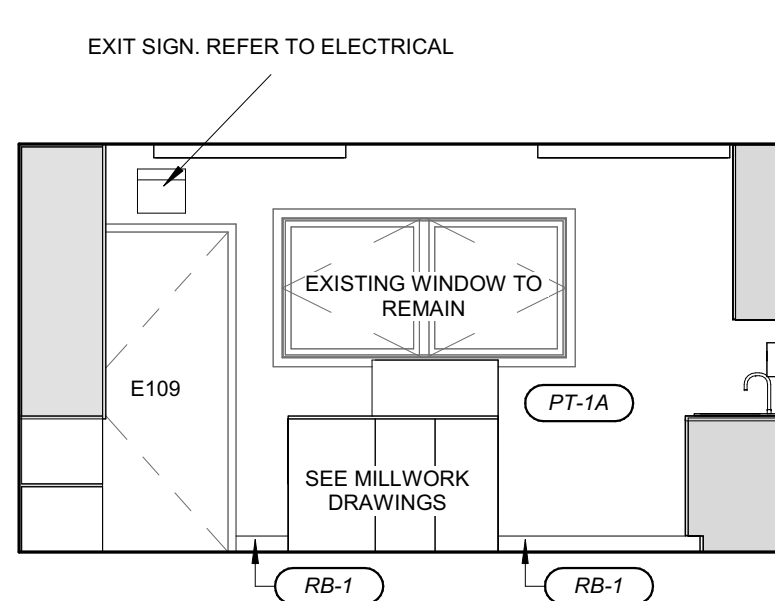 EXIT SIGN. REFER TO ELECTRICAL
EXISTING WINDOW TO
REMAIN
E109
PT-1A
SEE MILLWORK
DRAWINGS
RB-1
RB-1